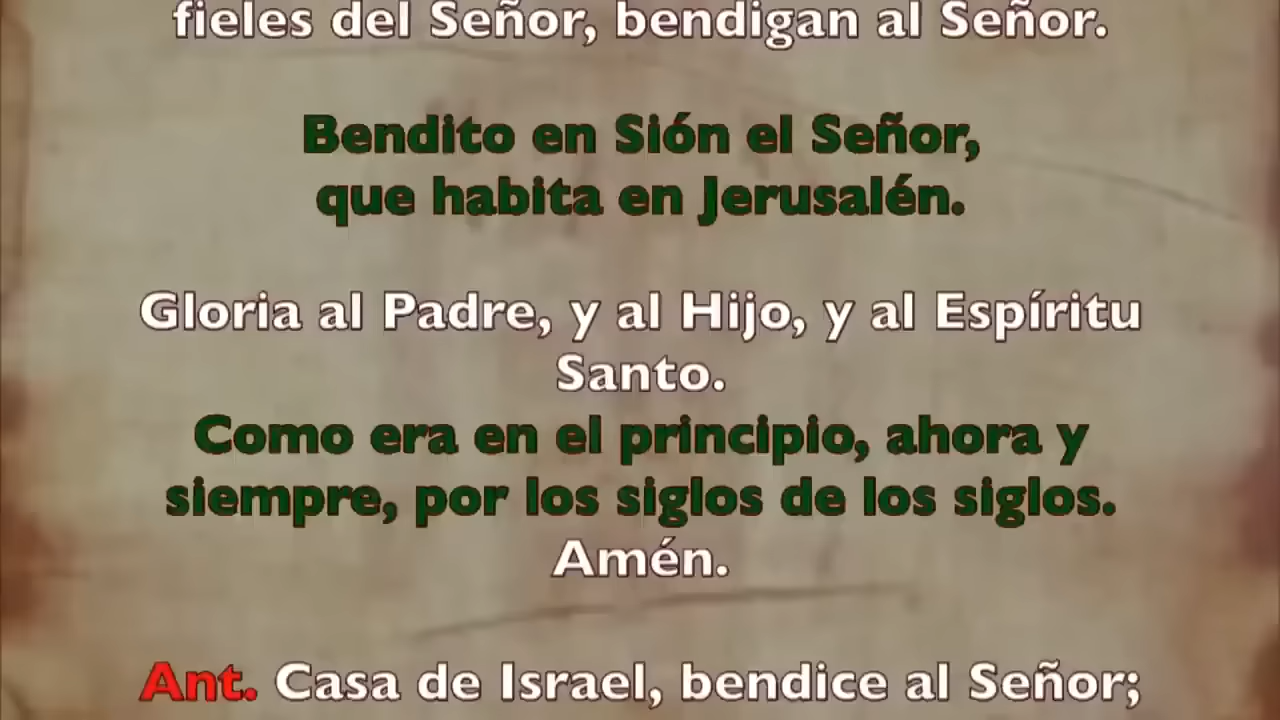 fieles del Señor, bendigan al Señor.
Bendito en Sión el Señor,
que habita en Jerusalén.
Gloria al Padre, y al Hijo, y al Espíritu
Santo.
Como era en el principio, ahora y
siempre, por los siglos de los siglos.
Amén.
Ant. Casa de Israel, bendice al Señor;